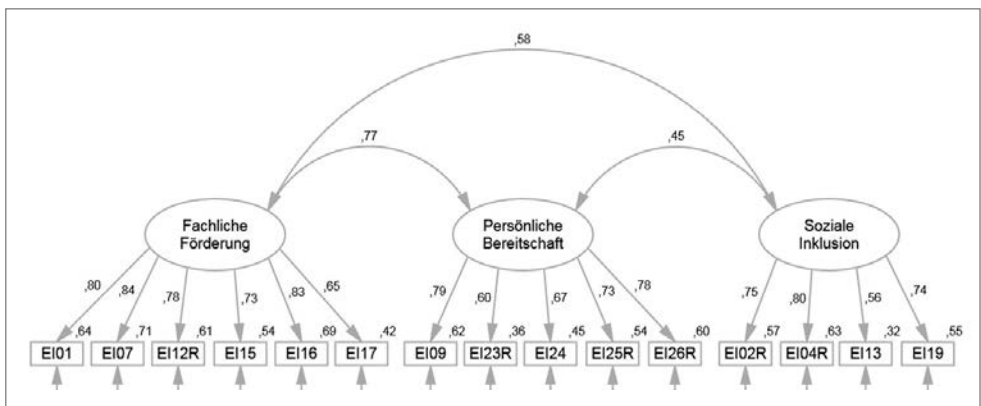 ,58
,77
,45
Fachliche
Förderung
Persönliche
Bereitschaft
Soziale
Inklusion
,80
,84
,78
,73
,83
,65
,79
,60
,67
,73
,78
,75
,80
,56
,74
,64
,71
,61
,54
,69
,42
,62
,36
,45
,54
,60
,57
,63
,32
,55
EI01
EI07
EI12R
EI15
EI16
EI17
EI09
EI23R
EI24
EI25R
EI26R
EI02R
EI04R
EI13
EI19